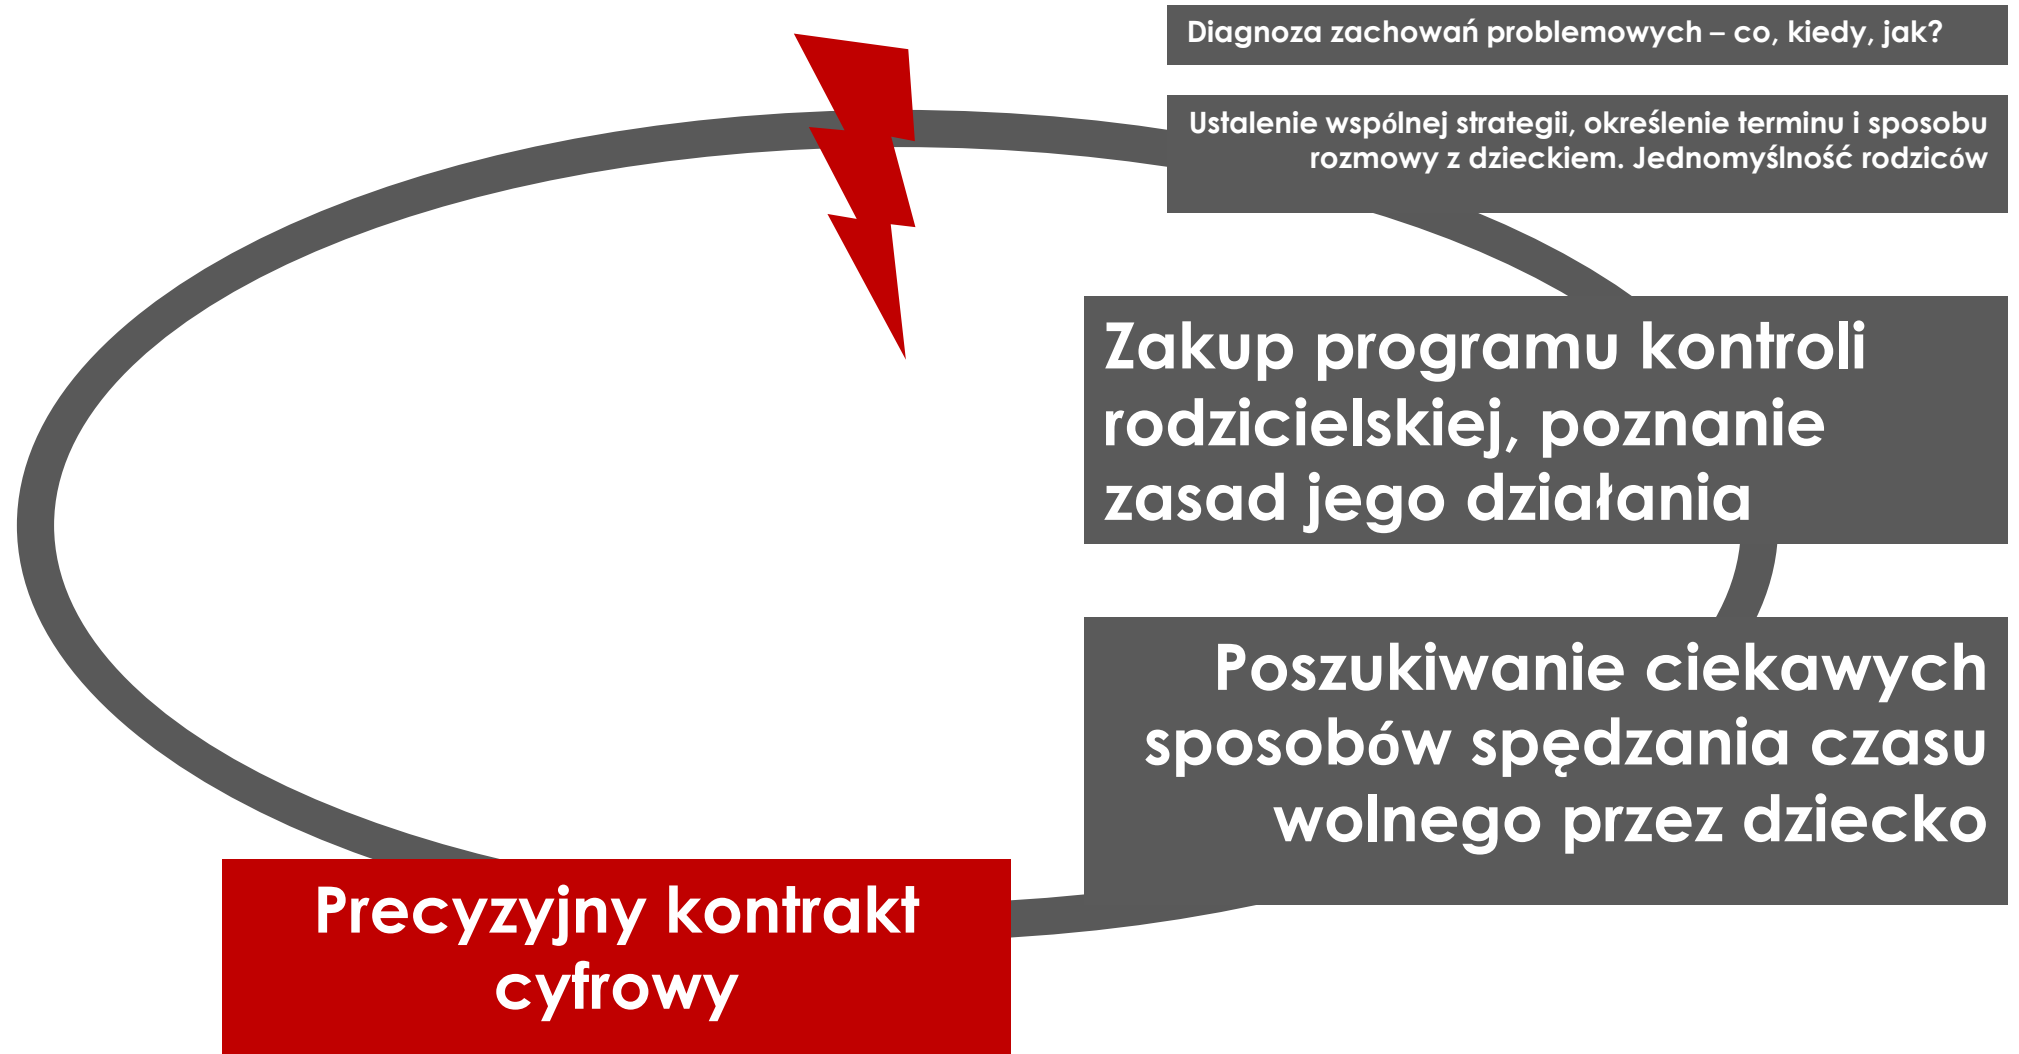 Diagnoza zachowań problemowych – co, kiedy, jak?
Ustalenie wspólnej strategii, określenie terminu i sposobu
rozmowy z dzieckiem. Jednomyślność rodziców
Zakup programu kontroli
rodzicielskiej, poznanie
zasad jego działania
Poszukiwanie ciekawych
sposobów spędzania czasu
wolnego przez dziecko
Precyzyjny kontrakt
cyfrowy